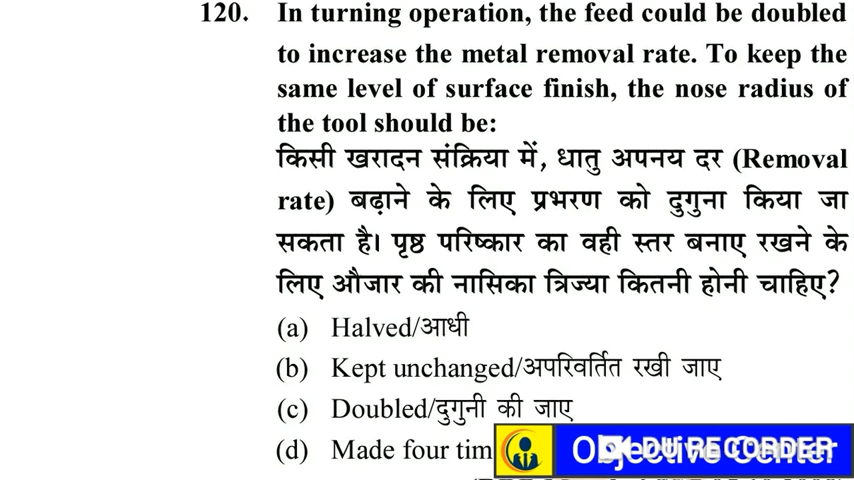 120. In turning operation, the feed could be doubled
to increase the metal removal rate. To keep the
same level of surface finish, the nose radius of
the tool should be:
किसी खरादन संक्रिया में, धातु अपनय दर (Removal
rate) बढ़ाने के लिए प्रभरण को दुगुना किया जा
सकता है। पृष्ठ परिष्कार का वही स्तर बनाए रखने के
लिए औजार की नासिका त्रिज्या कितनी होनी चाहिए?
(a) Halved/आधी
(b) Kept unchanged/अपरिवर्तित रखी जाए
(c) Doubled/दुगुनी की जाए
(d) Made four tim
Objective Center
DU RECORDER